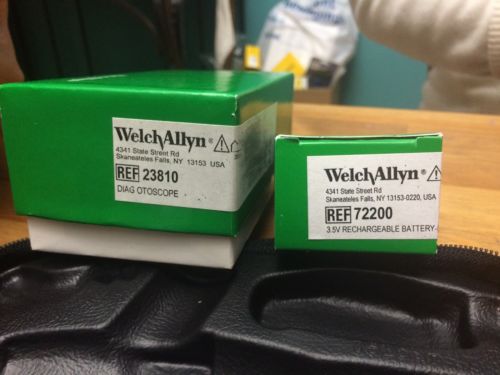 WelchAllyn®
4341 State Street Rd
Skaneateles Falls, NY 13153 USA
REF 23810
DIAG OTOSCOPE
WelchAllyn®
4341 State Street Rd
Skaneateles Falls, NY 13153-0220, USA
REF 72200
3.5V RECHARGEABLE BATTERY